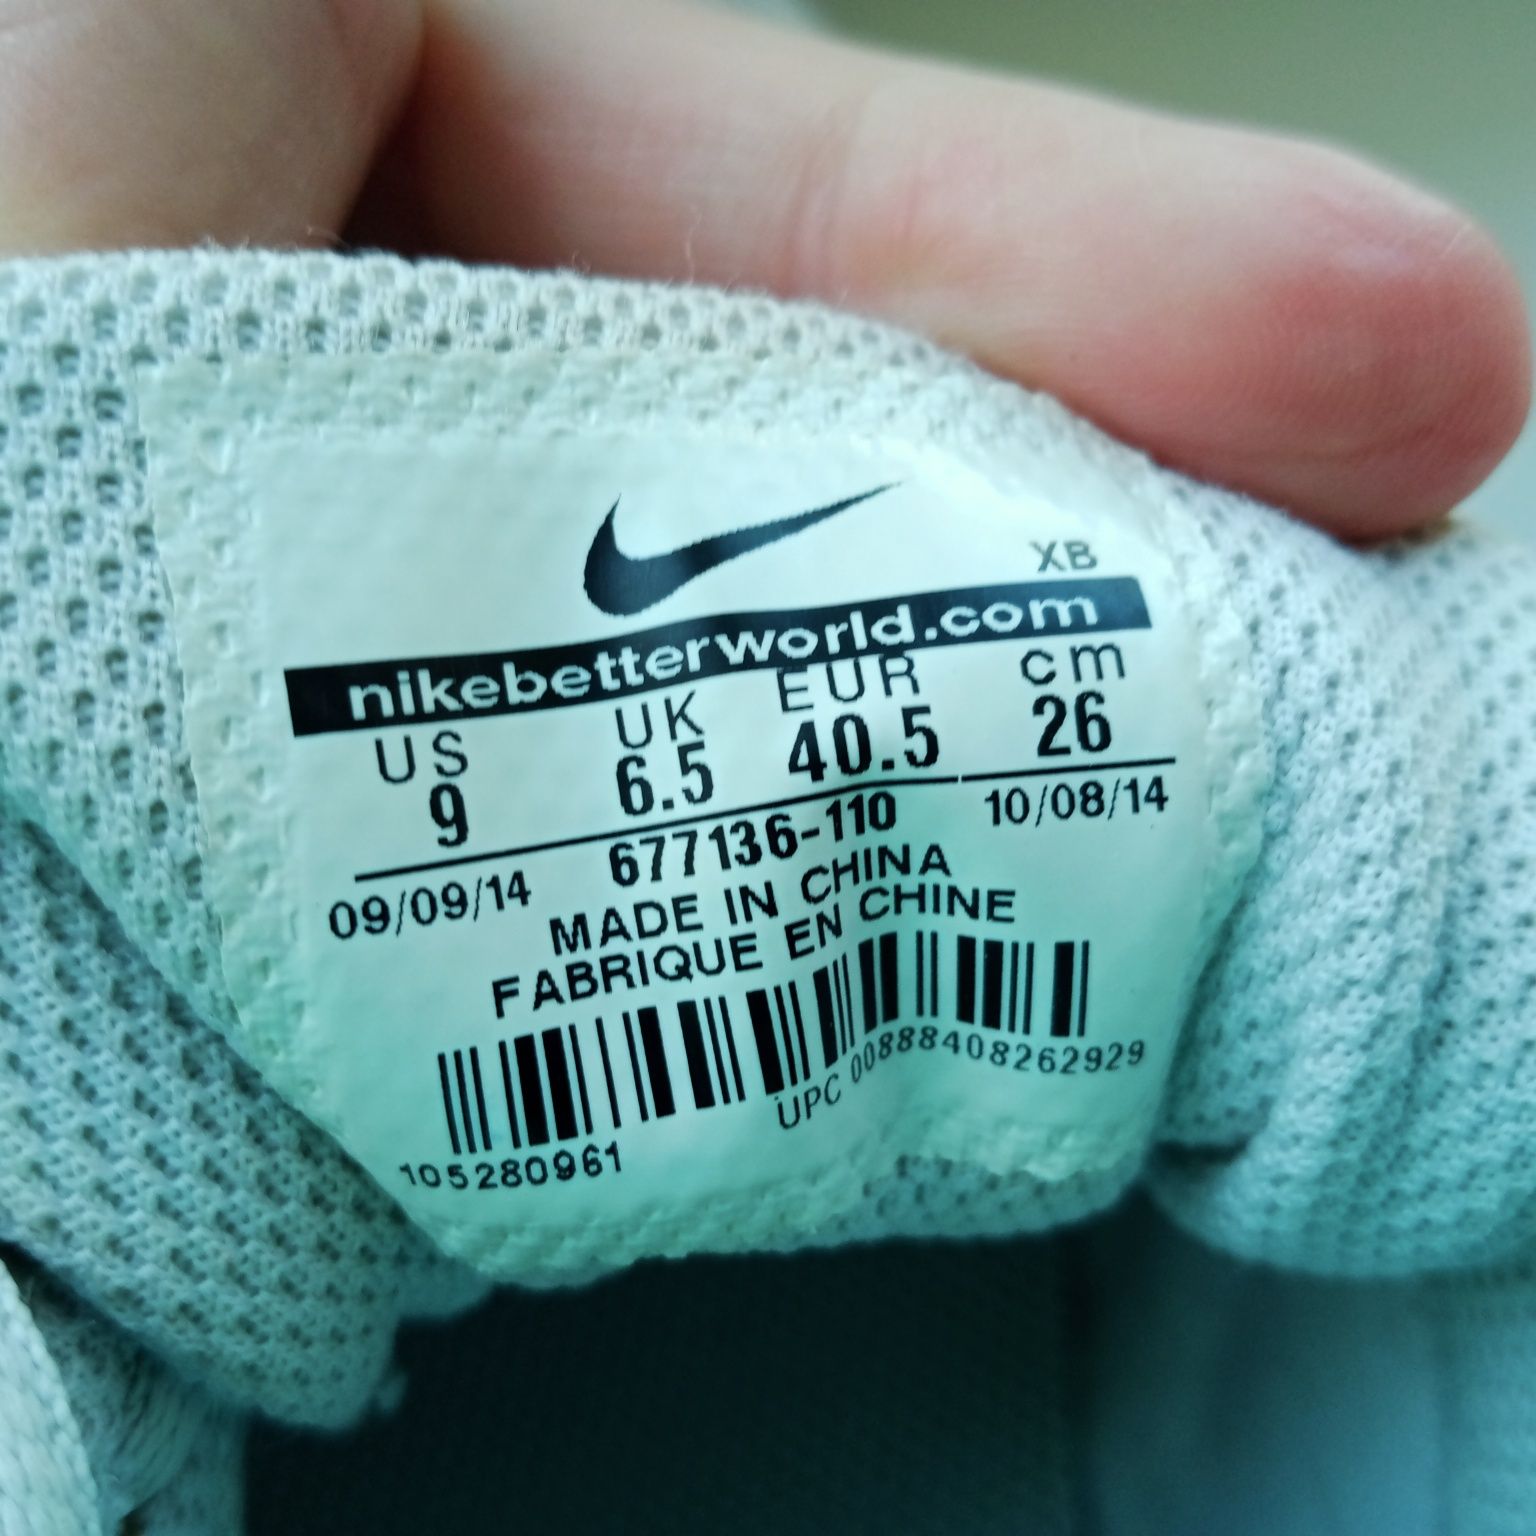 XB
nikebetterworld.com
US UK EUR cm
9 6.5 40.5 26
09/09/14 677136-110 10/08/14
MADE IN CHINA
FABRIQUE EN CHINE
105280961 UPC 00888408262929